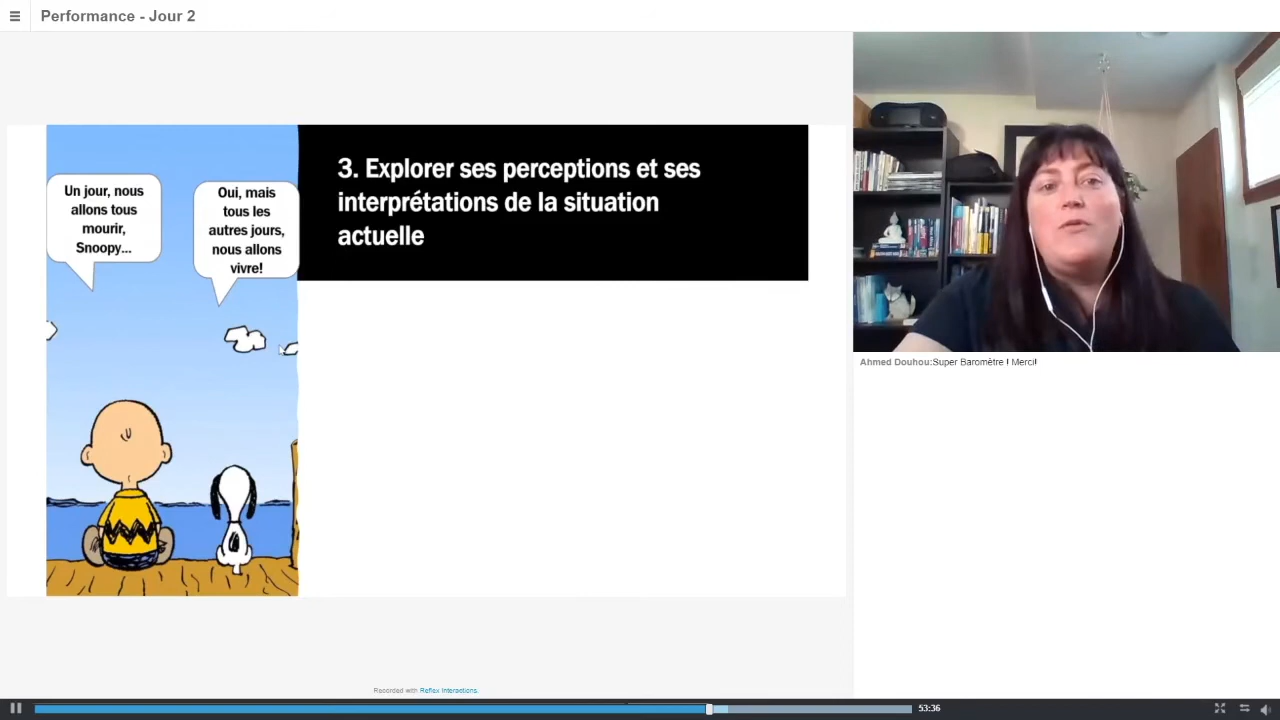 Performance - Jour 2
Un jour, nous
allons tous
mourir,
Snoopy...
Oui, mais
tous les
autres jours,
nous allons
vivre!
3. Explorer ses perceptions et ses
interprétations de la situation
actuelle
Ahmed Douhou:Super Baromètre ! Merci!
Recorded with Reflex Interactions.
53:36